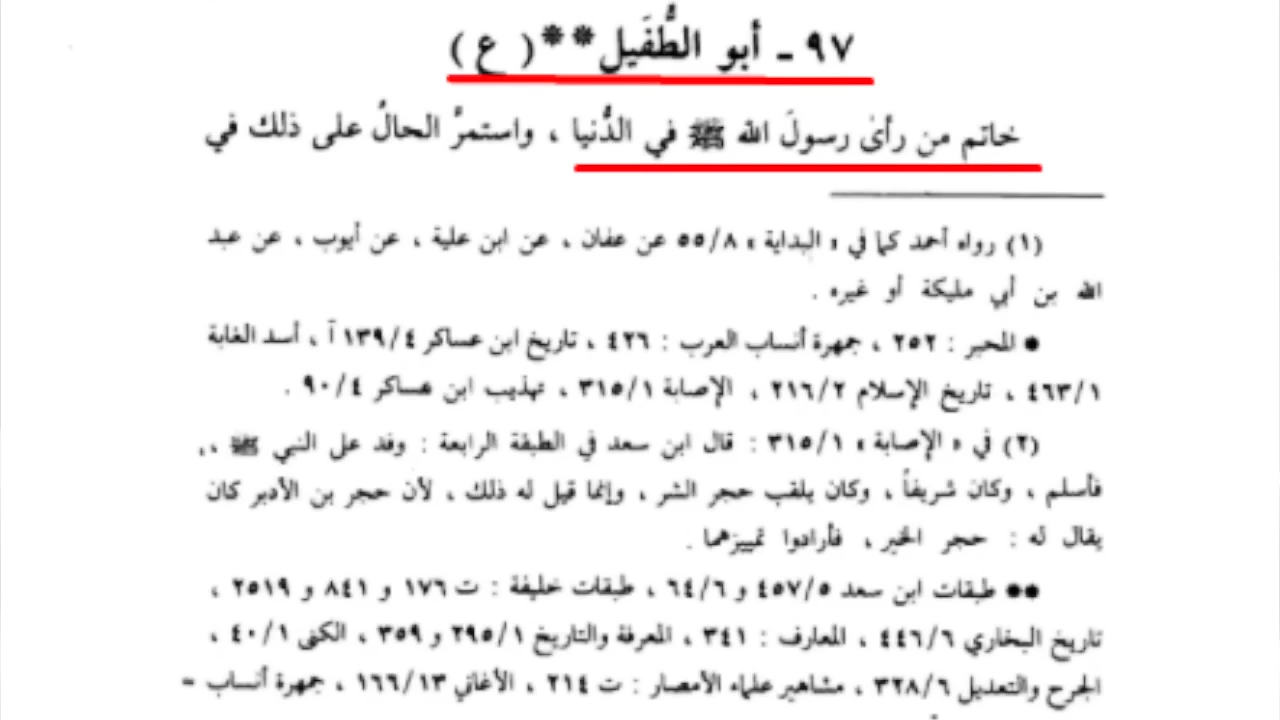 ٩٧ ـ أبو الطُّفَيل** ( ع )
خاتم من رأى رسولَ الله ﷺ في الدُّنيا ، واستمرَّ الحالُ على ذلك في
(١) رواه أحمد كما في « البداية » ٥٥/٨ عن عفان ، عن ابن علية ، عن أيوب ، عن عبد
الله بن أبي مليكة أو غيره .
* المحبر : ٢٥٢ ، جمهرة أنساب العرب : ٤٢٦ ، تاريخ ابن عساكر ١٣٩/٤ آ ، أسد الغابة
٤٦٣/١ ، تاريخ الإسلام ٢١٦/٢ ، الإصابة ٣١٥/١ ، تهذيب ابن عساكر ٩٠/٤ .
(٢) في « الإصابة » ٣١٥/١ : قال ابن سعد في الطبقة الرابعة : وفد على النبي ﷺ ،
فأسلم ، وكان شريفاً ، وكان يلقب حجر الشر ، وإنما قيل له ذلك ، لأن حجر بن الأدبر كان
يقال له : حجر الخير ، فأرادوا تمييزهما .
** طبقات ابن سعد ٤٥٧/٥ و ٦٤/٦ ، طبقات خليفة : ت ١٧٦ و ٨٤١ و ٢٥١٩ ،
تاريخ البخاري ٤٤٦/٦ ، المعارف : ٣٤١ ، المعرفة والتاريخ ٢٩٥/١ و ٣٥٩ ، الكنى ٤٠/١ ،
الجرح والتعديل ٣٢٨/٦ ، مشاهير علماء الأمصار : ت ٢١٤ ، الأغاني ١٦٦/١٣ ، جمهرة أنساب -